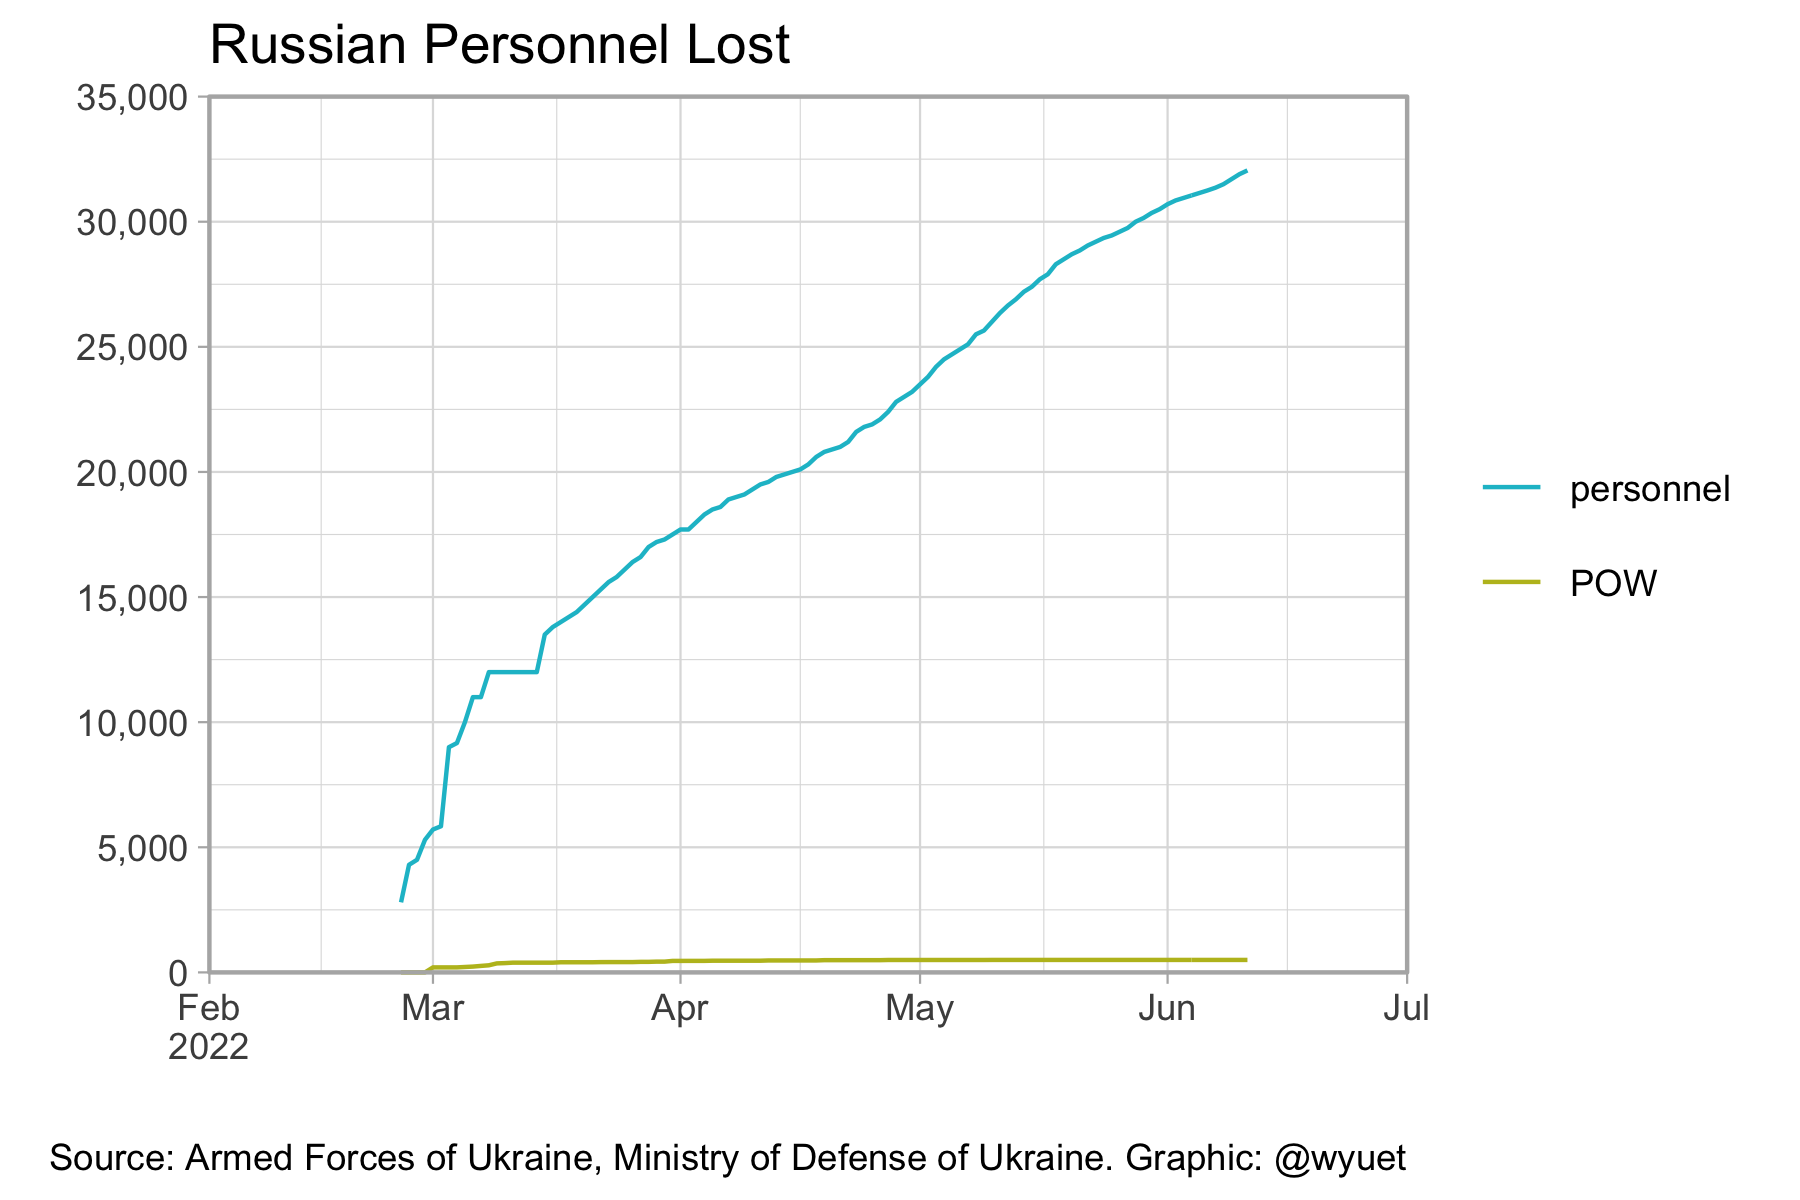 Russian Personnel Lost
35,000
30,000
25,000
20,000
15,000
10,000
5,000
0
Feb Mar Apr May Jun Jul
2022
personnel
POW
Source: Armed Forces of Ukraine, Ministry of Defense of Ukraine. Graphic: @wyuet